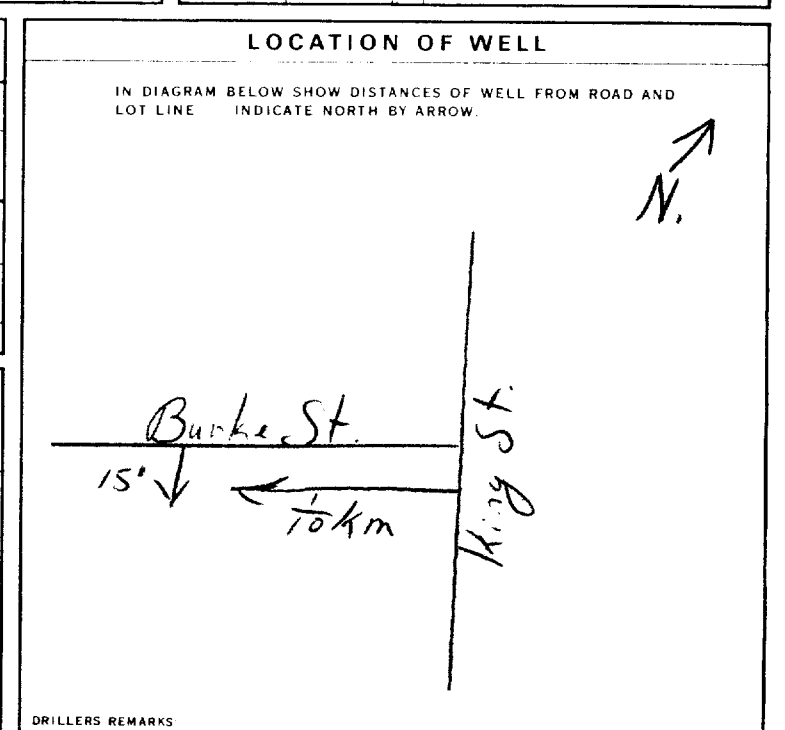 LOCATION OF WELL
IN DIAGRAM BELOW SHOW DISTANCES OF WELL FROM ROAD AND
LOT LINE INDICATE NORTH BY ARROW.
N.
Burke St.
King St.
15'
1/10 Km
DRILLERS REMARKS